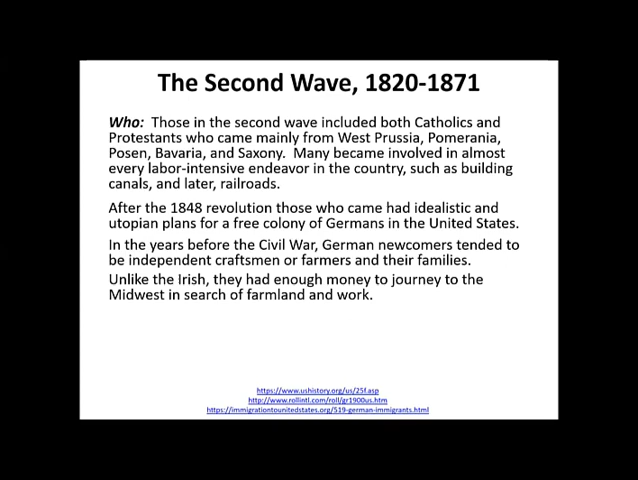 The Second Wave, 1820-1871
Who: Those in the second wave included both Catholics and
Protestants who came mainly from West Prussia, Pomerania,
Posen, Bavaria, and Saxony. Many became involved in almost
every labor-intensive endeavor in the country, such as building
canals, and later, railroads.
After the 1848 revolution those who came had idealistic and
utopian plans for a free colony of Germans in the United States.
In the years before the Civil War, German newcomers tended to
be independent craftsmen or farmers and their families.
Unlike the Irish, they had enough money to journey to the
Midwest in search of farmland and work.
https://www.ushistory.org/us/25f.asp
http://www.rollintl.com/roll/gr1900us.htm
https://immigrationtounitedstates.org/519-german-immigrants.html